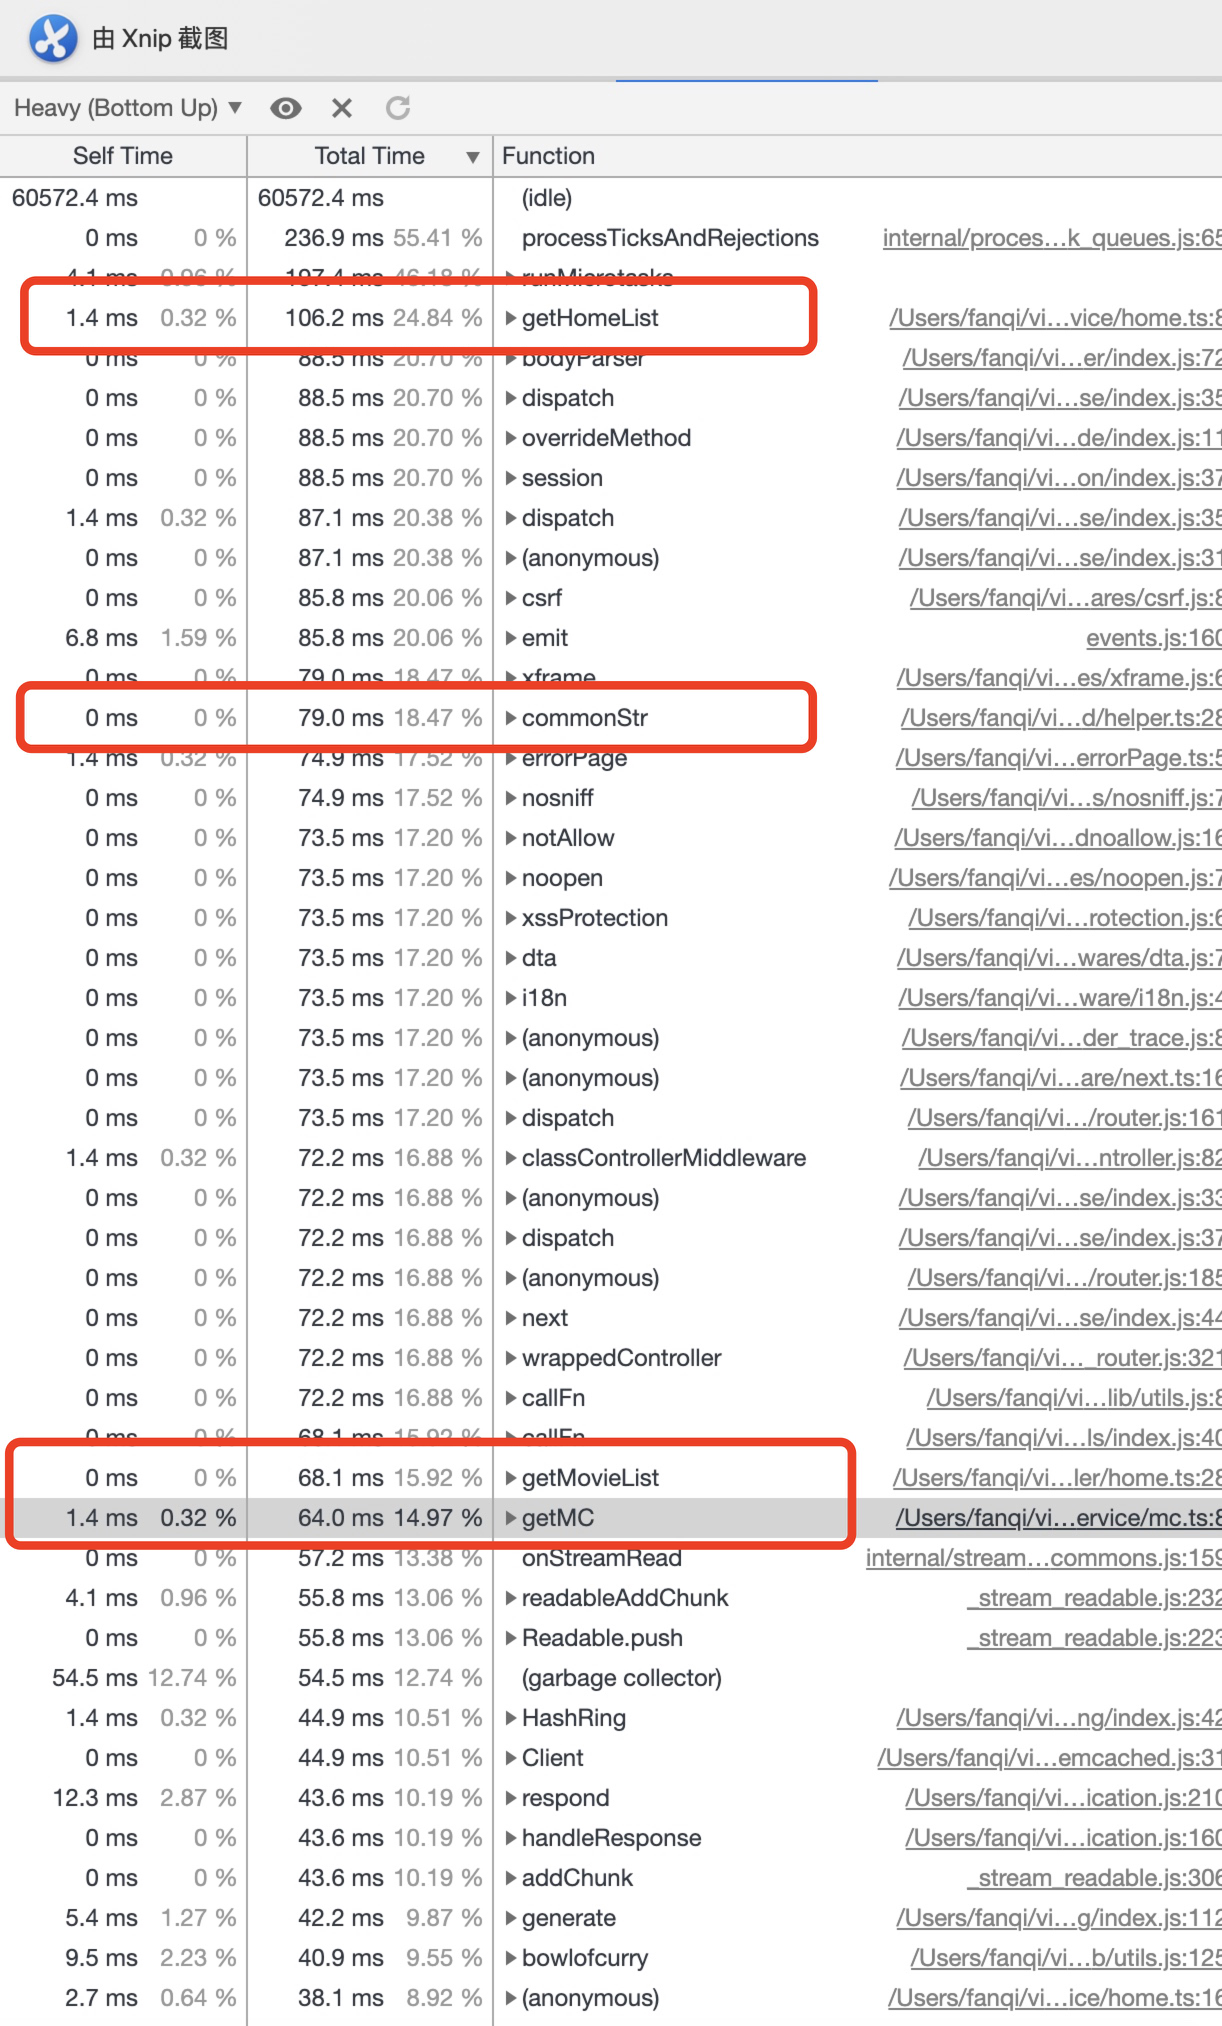 由 Xnip 截图
Heavy (Bottom Up) ▼
Self Time Total Time ▼ Function
60572.4 ms 60572.4 ms (idle)
0 ms 0 % 236.9 ms 55.41 % processTicksAndRejections internal/proces…k_queues.js:65
4.1 ms 0.96 % 197.4 ms 46.18 % runMicrotasks
1.4 ms 0.32 % 106.2 ms 24.84 % getHomeList /Users/fanqi/vi…vice/home.ts:8
0 ms 0 % 88.5 ms 20.70 % bodyParser /Users/fanqi/vi…er/index.js:72
0 ms 0 % 88.5 ms 20.70 % dispatch /Users/fanqi/vi…se/index.js:35
0 ms 0 % 88.5 ms 20.70 % overrideMethod /Users/fanqi/vi…de/index.js:11
0 ms 0 % 88.5 ms 20.70 % session /Users/fanqi/vi…on/index.js:37
1.4 ms 0.32 % 87.1 ms 20.38 % dispatch /Users/fanqi/vi…se/index.js:35
0 ms 0 % 87.1 ms 20.38 % (anonymous) /Users/fanqi/vi…se/index.js:31
0 ms 0 % 85.8 ms 20.06 % csrf /Users/fanqi/vi…ares/csrf.js:8
6.8 ms 1.59 % 85.8 ms 20.06 % emit events.js:160
0 ms 0 % 79.0 ms 18.47 % xframe /Users/fanqi/vi…es/xframe.js:6
0 ms 0 % 79.0 ms 18.47 % commonStr /Users/fanqi/vi…d/helper.ts:28
1.4 ms 0.32 % 74.9 ms 17.52 % errorPage /Users/fanqi/vi…errorPage.ts:5
0 ms 0 % 74.9 ms 17.52 % nosniff /Users/fanqi/vi…s/nosniff.js:7
0 ms 0 % 73.5 ms 17.20 % notAllow /Users/fanqi/vi…dnoallow.js:16
0 ms 0 % 73.5 ms 17.20 % noopen /Users/fanqi/vi…es/noopen.js:7
0 ms 0 % 73.5 ms 17.20 % xssProtection /Users/fanqi/vi…rotection.js:6
0 ms 0 % 73.5 ms 17.20 % dta /Users/fanqi/vi…wares/dta.js:7
0 ms 0 % 73.5 ms 17.20 % i18n /Users/fanqi/vi…ware/i18n.js:4
0 ms 0 % 73.5 ms 17.20 % (anonymous) /Users/fanqi/vi…der_trace.js:8
0 ms 0 % 73.5 ms 17.20 % (anonymous) /Users/fanqi/vi…are/next.ts:16
0 ms 0 % 73.5 ms 17.20 % dispatch /Users/fanqi/vi…/router.js:161
1.4 ms 0.32 % 72.2 ms 16.88 % classControllerMiddleware /Users/fanqi/vi…ntroller.js:82
0 ms 0 % 72.2 ms 16.88 % (anonymous) /Users/fanqi/vi…se/index.js:33
0 ms 0 % 72.2 ms 16.88 % dispatch /Users/fanqi/vi…se/index.js:37
0 ms 0 % 72.2 ms 16.88 % (anonymous) /Users/fanqi/vi…/router.js:185
0 ms 0 % 72.2 ms 16.88 % next /Users/fanqi/vi…se/index.js:44
0 ms 0 % 72.2 ms 16.88 % wrappedController /Users/fanqi/vi…_router.js:321
0 ms 0 % 72.2 ms 16.88 % callFn /Users/fanqi/vi…lib/utils.js:8
0 ms 0 % 68.1 ms 15.92 % callFn /Users/fanqi/vi…ls/index.js:40
0 ms 0 % 68.1 ms 15.92 % getMovieList /Users/fanqi/vi…ler/home.ts:28
1.4 ms 0.32 % 64.0 ms 14.97 % getMC /Users/fanqi/vi…ervice/mc.ts:8
0 ms 0 % 57.2 ms 13.38 % onStreamRead internal/stream…commons.js:159
4.1 ms 0.96 % 55.8 ms 13.06 % readableAddChunk _stream_readable.js:232
0 ms 0 % 55.8 ms 13.06 % Readable.push _stream_readable.js:223
54.5 ms 12.74 % 54.5 ms 12.74 % (garbage collector)
1.4 ms 0.32 % 44.9 ms 10.51 % HashRing /Users/fanqi/vi…ng/index.js:42
0 ms 0 % 44.9 ms 10.51 % Client /Users/fanqi/vi…emcached.js:31
12.3 ms 2.87 % 43.6 ms 10.19 % respond /Users/fanqi/vi…ication.js:210
0 ms 0 % 43.6 ms 10.19 % handleResponse /Users/fanqi/vi…ication.js:160
0 ms 0 % 43.6 ms 10.19 % addChunk _stream_readable.js:306
5.4 ms 1.27 % 42.2 ms 9.87 % generate /Users/fanqi/vi…g/index.js:112
9.5 ms 2.23 % 40.9 ms 9.55 % bowlofcurry /Users/fanqi/vi…b/utils.js:125
2.7 ms 0.64 % 38.1 ms 8.92 % (anonymous) /Users/fanqi/vi…ice/home.ts:16